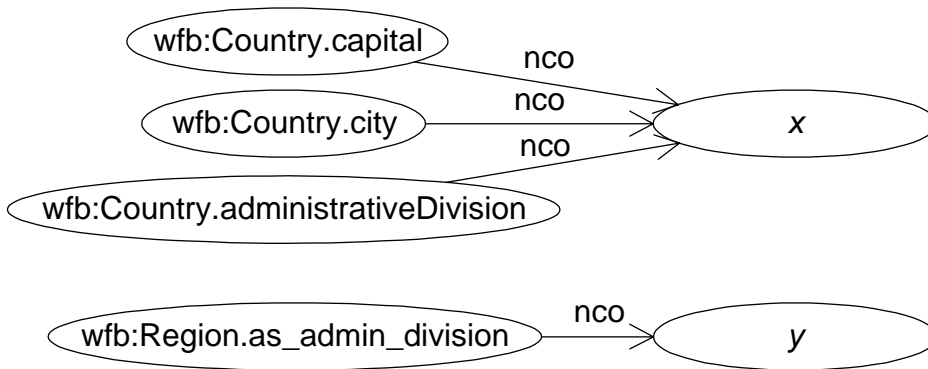 wfb:Country.capital
nco
wfb:Country.city
nco
x
nco
wfb:Country.administrativeDivision
wfb:Region.as_admin_division
nco
y